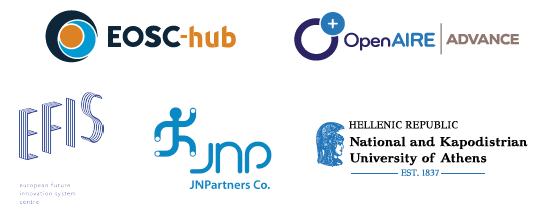 EOSC-hub
OpenAIRE | ADVANCE
EFIS
european future
innovation system
centre
jnp
JNPartners Co.
HELLENIC REPUBLIC
National and Kapodistrian
University of Athens
EST. 1837